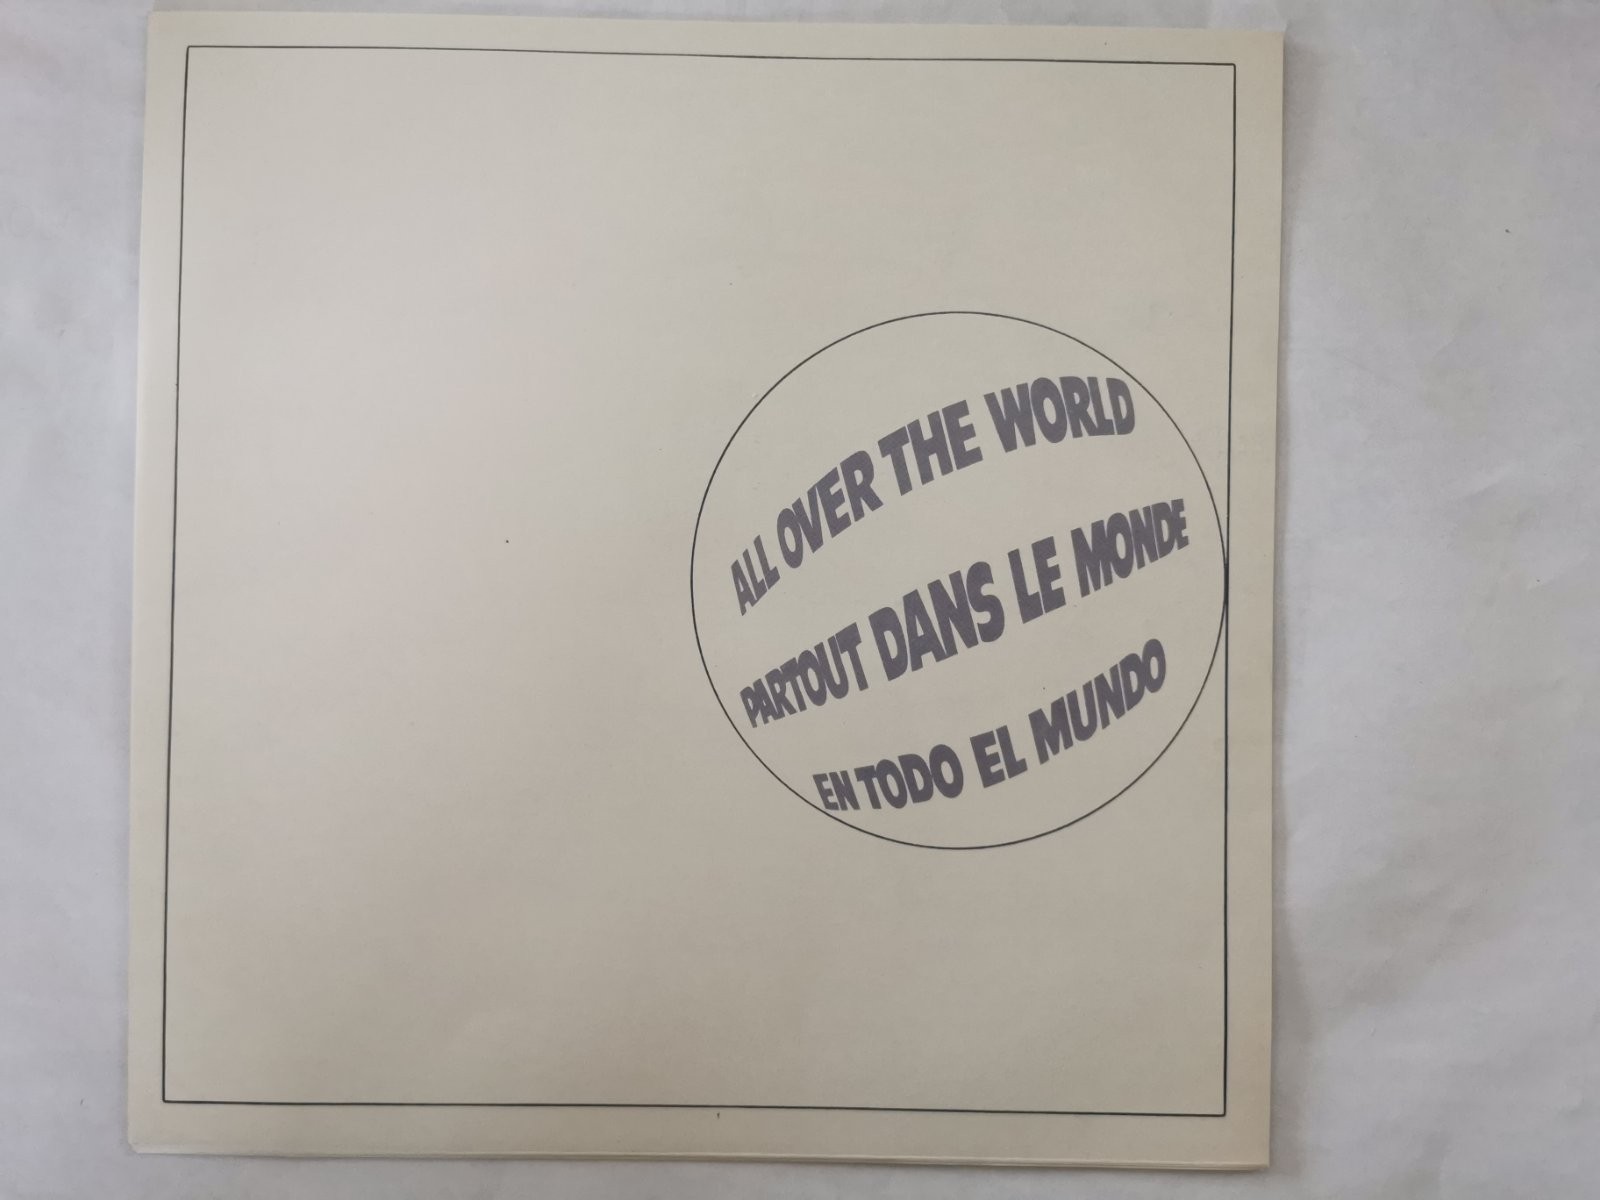 ALL OVER THE WORLD
PARTOUT DANS LE MONDE
EN TODO EL MUNDO